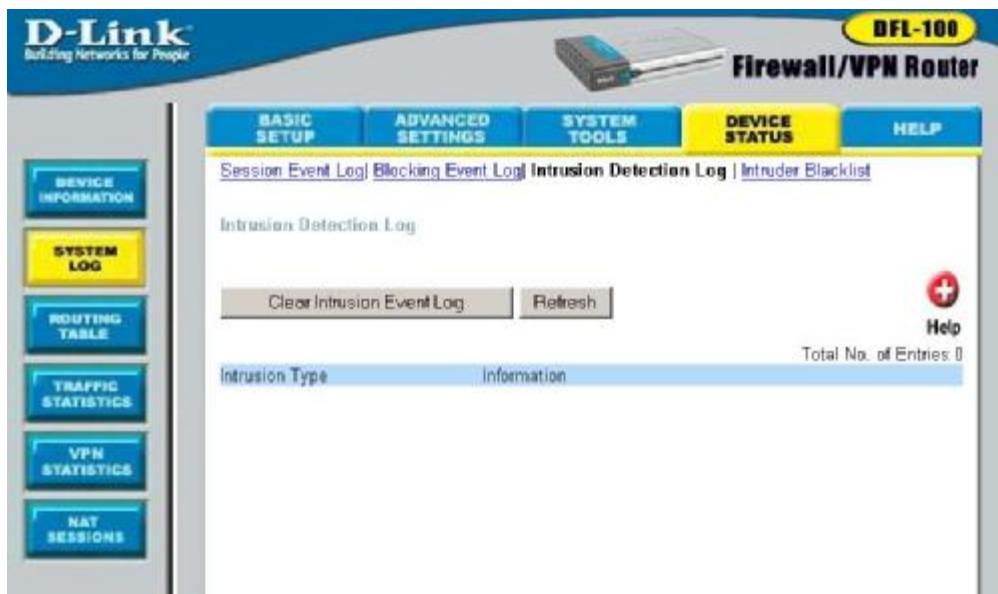 D-Link
Building Networks for People
DFL-100
Firewall/VPN Router
BASIC SETUP
ADVANCED SETTINGS
SYSTEM TOOLS
DEVICE STATUS
HELP
DEVICE INFORMATION
SYSTEM LOG
ROUTING TABLE
TRAFFIC STATISTICS
VPN STATISTICS
NAT SESSIONS
Session Event Log| Blocking Event Log| Intrusion Detection Log | Intruder Blacklist
Intrusion Detection Log
Clear Intrusion Event Log
Refresh
Help
Total No. of Entries: 0
Intrusion Type Information